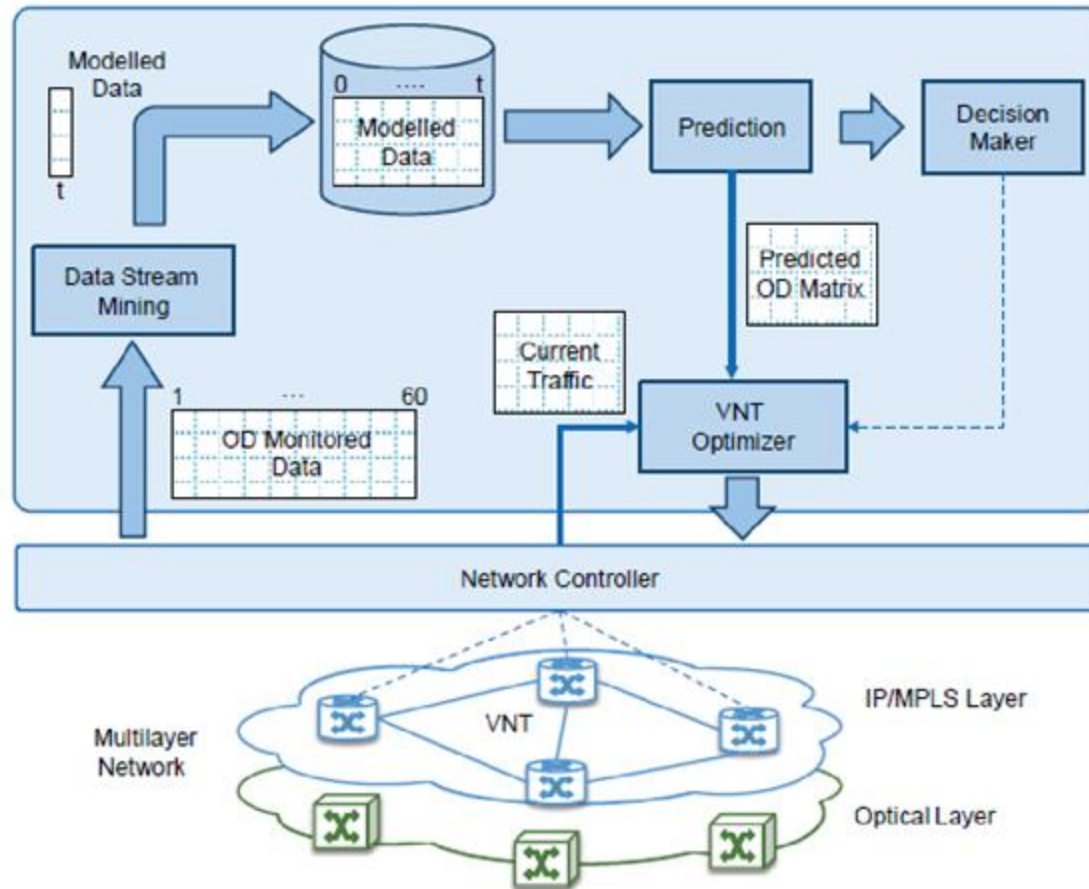 Modelled
Data
t
0 .... t
Modelled
Data
Prediction
Decision
Maker
Data Stream
Mining
Predicted
OD Matrix
Current
Traffic
1 ... 60
OD Monitored
Data
VNT
Optimizer
Network Controller
IP/MPLS Layer
VNT
Multilayer
Network
Optical Layer